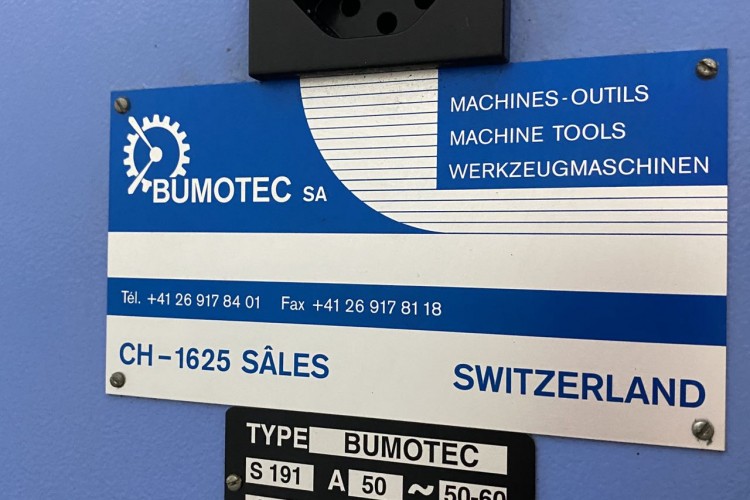 MACHINES-OUTILS
MACHINE TOOLS
WERKZEUGMASCHINEN
BUMOTEC SA
Tél. +41 26 917 84 01 Fax +41 26 917 81 18
CH-1625 SÂLES
SWITZERLAND
TYPE BUMOTEC
S 191 A 50 ~ 50-60